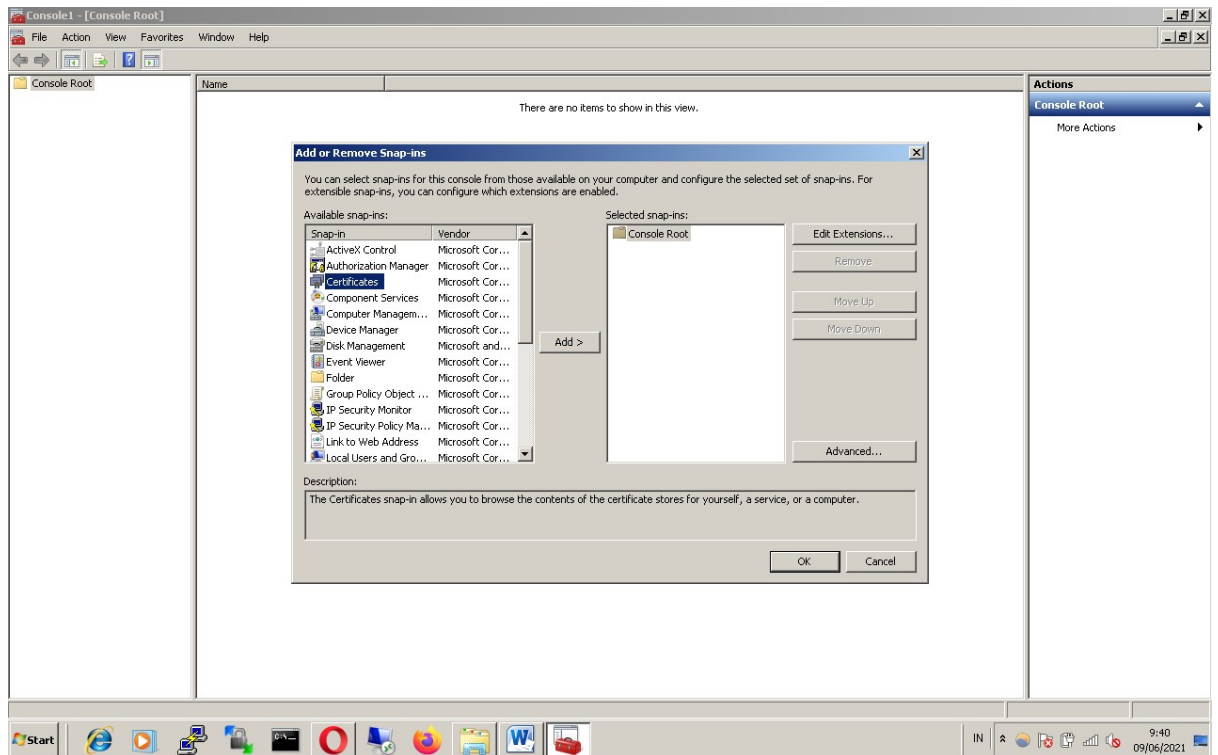 Console1 - [Console Root]
File Action View Favorites Window Help
Console Root
Name
There are no items to show in this view.
Actions
Console Root
More Actions
Add or Remove Snap-ins
You can select snap-ins for this console from those available on your computer and configure the selected set of snap-ins. For
extensible snap-ins, you can configure which extensions are enabled.
Available snap-ins:
Snap-in Vendor
ActiveX Control Microsoft Cor...
Authorization Manager Microsoft Cor...
Certificates Microsoft Cor...
Component Services Microsoft Cor...
Computer Managem... Microsoft Cor...
Device Manager Microsoft Cor...
Disk Management Microsoft and...
Event Viewer Microsoft Cor...
Folder Microsoft Cor...
Group Policy Object ... Microsoft Cor...
IP Security Monitor Microsoft Cor...
IP Security Policy Ma... Microsoft Cor...
Link to Web Address Microsoft Cor...
Local Users and Gro... Microsoft Cor...
Add >
Selected snap-ins:
Console Root
Edit Extensions...
Remove
Move Up
Move Down
Advanced...
Description:
The Certificates snap-in allows you to browse the contents of the certificate stores for yourself, a service, or a computer.
OK Cancel
Start
IN
9:40
09/06/2021